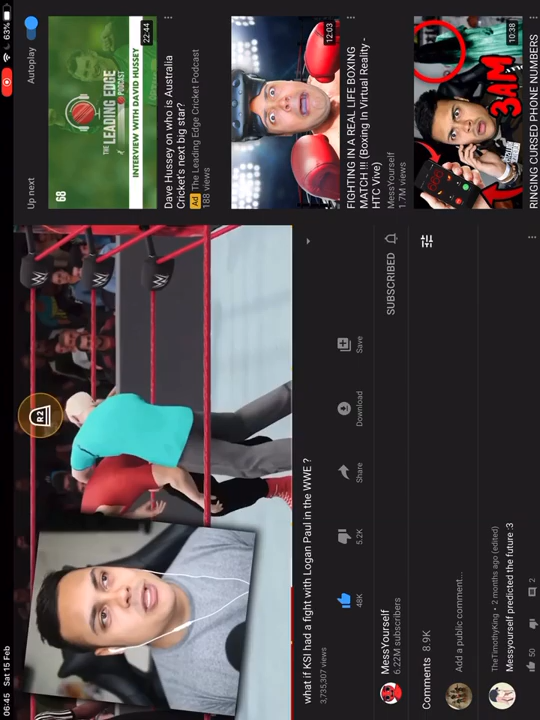 06:45 Sat 15 Feb
63%
R2
what if KSI had a fight with Logan Paul in the WWE ?
3,735,307 views
48K
5.2K
Share
Download
Save
MessYourself
6.22M subscribers
SUBSCRIBED
Comments 8.9K
Add a public comment...
TheTimothyKing • 2 months ago (edited)
Messyourself predicted the future :3
50
2
Up next
Autoplay
68
THE LEADING EDGE
PODCAST
INTERVIEW WITH DAVID HUSSEY
22:44
Dave Hussey on who is Australia
Cricket's next big star?
Ad The Leading Edge Cricket Podcast
188 views
12:03
FIGHTING IN A REAL LIFE BOXING
MATCH !!! (Boxing In Virtual Reality -
HTC Vive)
MessYourself
1.7M views
3AM
10:38
RINGING CURSED PHONE NUMBERS